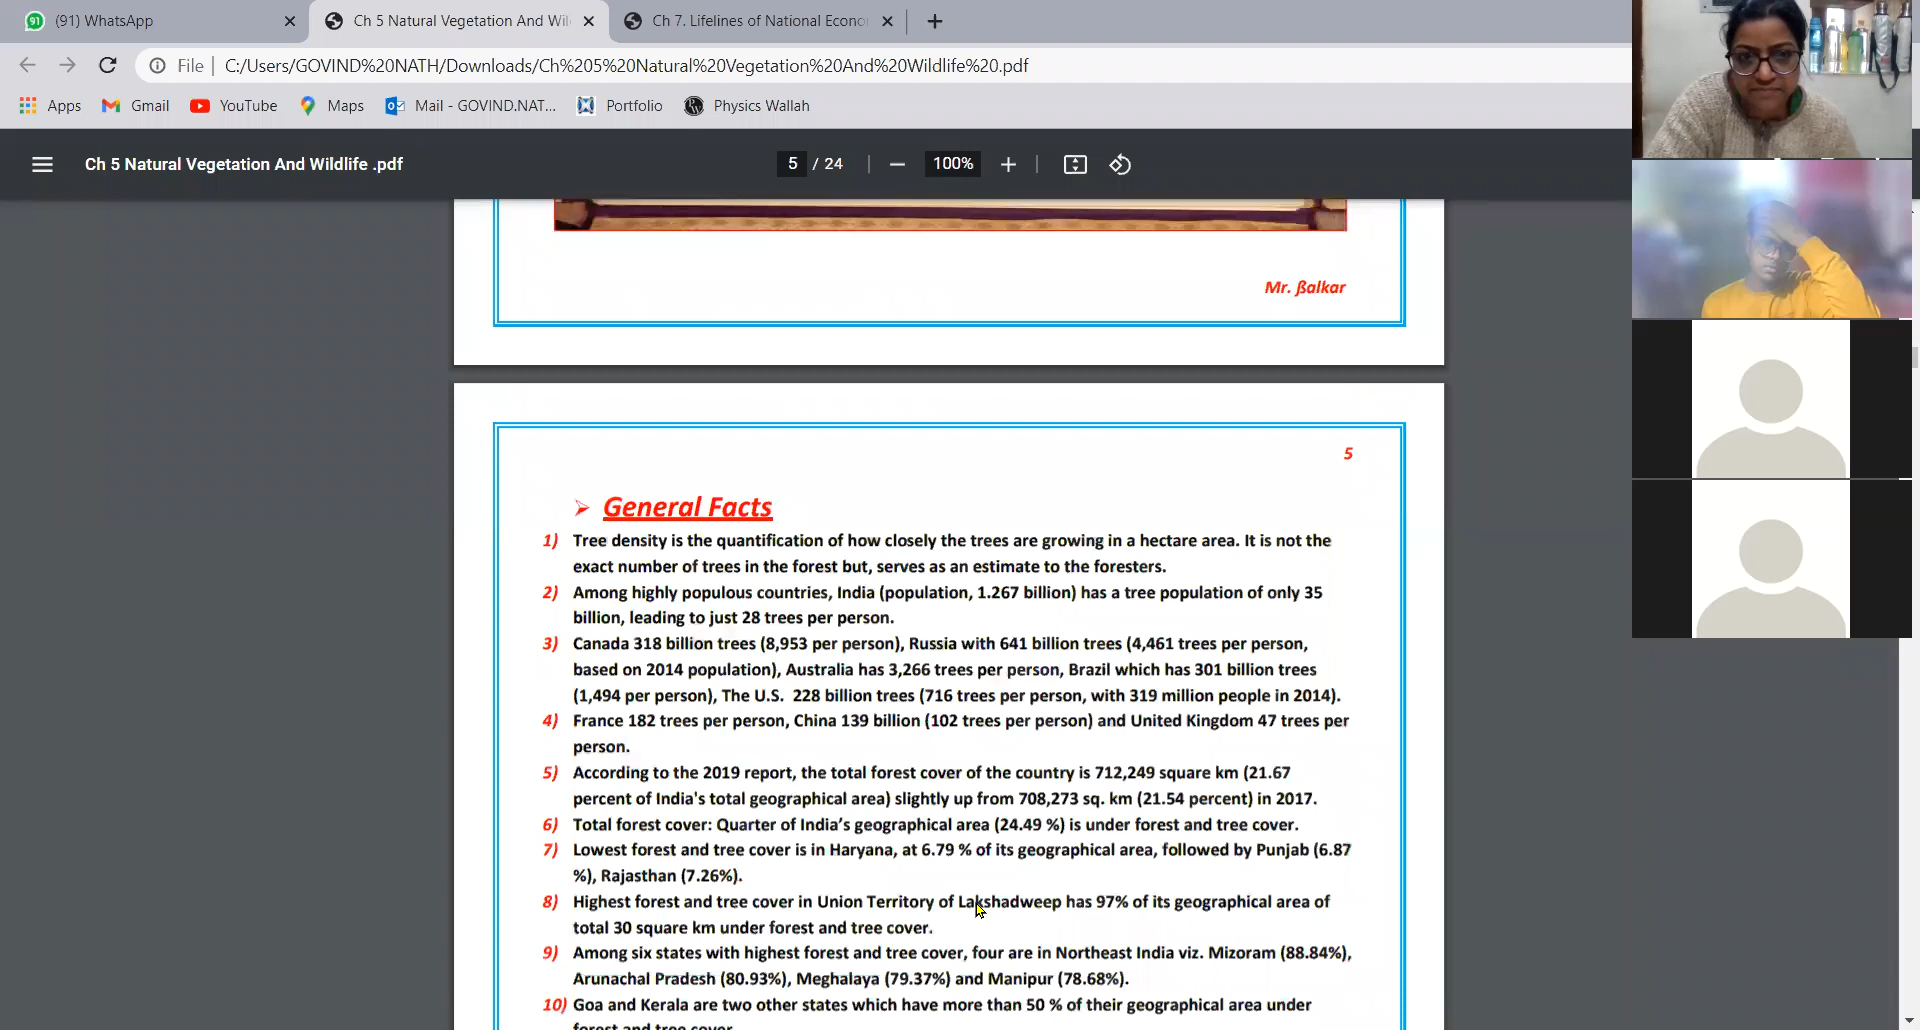 (91) WhatsApp
Ch 5 Natural Vegetation And Wil
Ch 7. Lifelines of National Econo
File
C:/Users/GOVIND%20NATH/Downloads/Ch%205%20Natural%20Vegetation%20And%20Wildlife%20.pdf
Apps
Gmail
YouTube
Maps
Mail - GOVIND.NAT...
Portfolio
Physics Wallah
Ch 5 Natural Vegetation And Wildlife .pdf
5 / 24
100%
Mr. ßalkar
5
General Facts
1) Tree density is the quantification of how closely the trees are growing in a hectare area. It is not the
exact number of trees in the forest but, serves as an estimate to the foresters.
2) Among highly populous countries, India (population, 1.267 billion) has a tree population of only 35
billion, leading to just 28 trees per person.
3) Canada 318 billion trees (8,953 per person), Russia with 641 billion trees (4,461 trees per person,
based on 2014 population), Australia has 3,266 trees per person, Brazil which has 301 billion trees
(1,494 per person), The U.S. 228 billion trees (716 trees per person, with 319 million people in 2014).
4) France 182 trees per person, China 139 billion (102 trees per person) and United Kingdom 47 trees per
person.
5) According to the 2019 report, the total forest cover of the country is 712,249 square km (21.67
percent of India's total geographical area) slightly up from 708,273 sq. km (21.54 percent) in 2017.
6) Total forest cover: Quarter of India's geographical area (24.49 %) is under forest and tree cover.
7) Lowest forest and tree cover is in Haryana, at 6.79 % of its geographical area, followed by Punjab (6.87
%), Rajasthan (7.26%).
8) Highest forest and tree cover in Union Territory of Lakshadweep has 97% of its geographical area of
total 30 square km under forest and tree cover.
9) Among six states with highest forest and tree cover, four are in Northeast India viz. Mizoram (88.84%),
Arunachal Pradesh (80.93%), Meghalaya (79.37%) and Manipur (78.68%).
10) Goa and Kerala are two other states which have more than 50 % of their geographical area under
forest and tree cover.